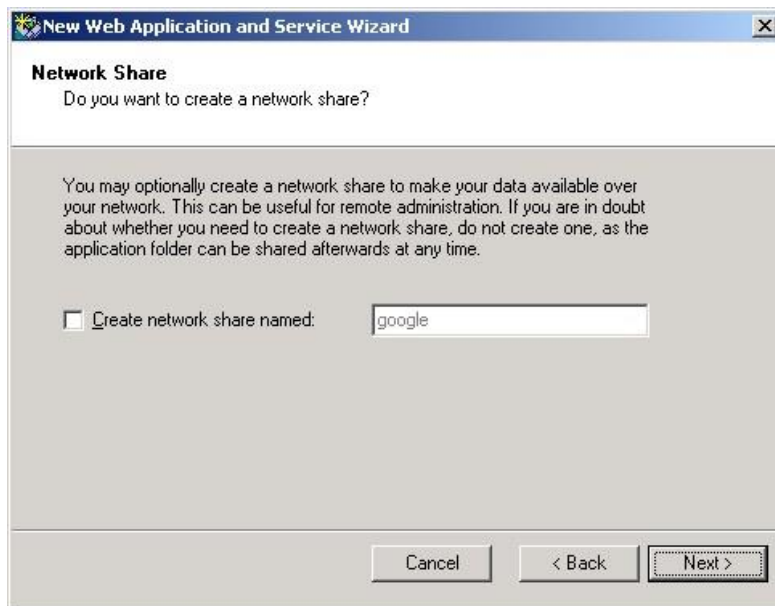 New Web Application and Service Wizard
Network Share
Do you want to create a network share?
You may optionally create a network share to make your data available over
your network. This can be useful for remote administration. If you are in doubt
about whether you need to create a network share, do not create one, as the
application folder can be shared afterwards at any time.
Create network share named: google
Cancel < Back Next >